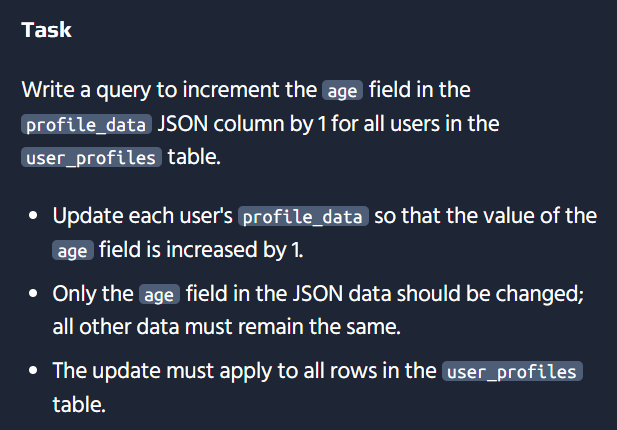 Task
Write a query to increment the age field in the
profile_data JSON column by 1 for all users in the
user_profiles table.
• Update each user's profile_data so that the value of the
age field is increased by 1.
• Only the age field in the JSON data should be changed;
all other data must remain the same.
• The update must apply to all rows in the user_profiles
table.